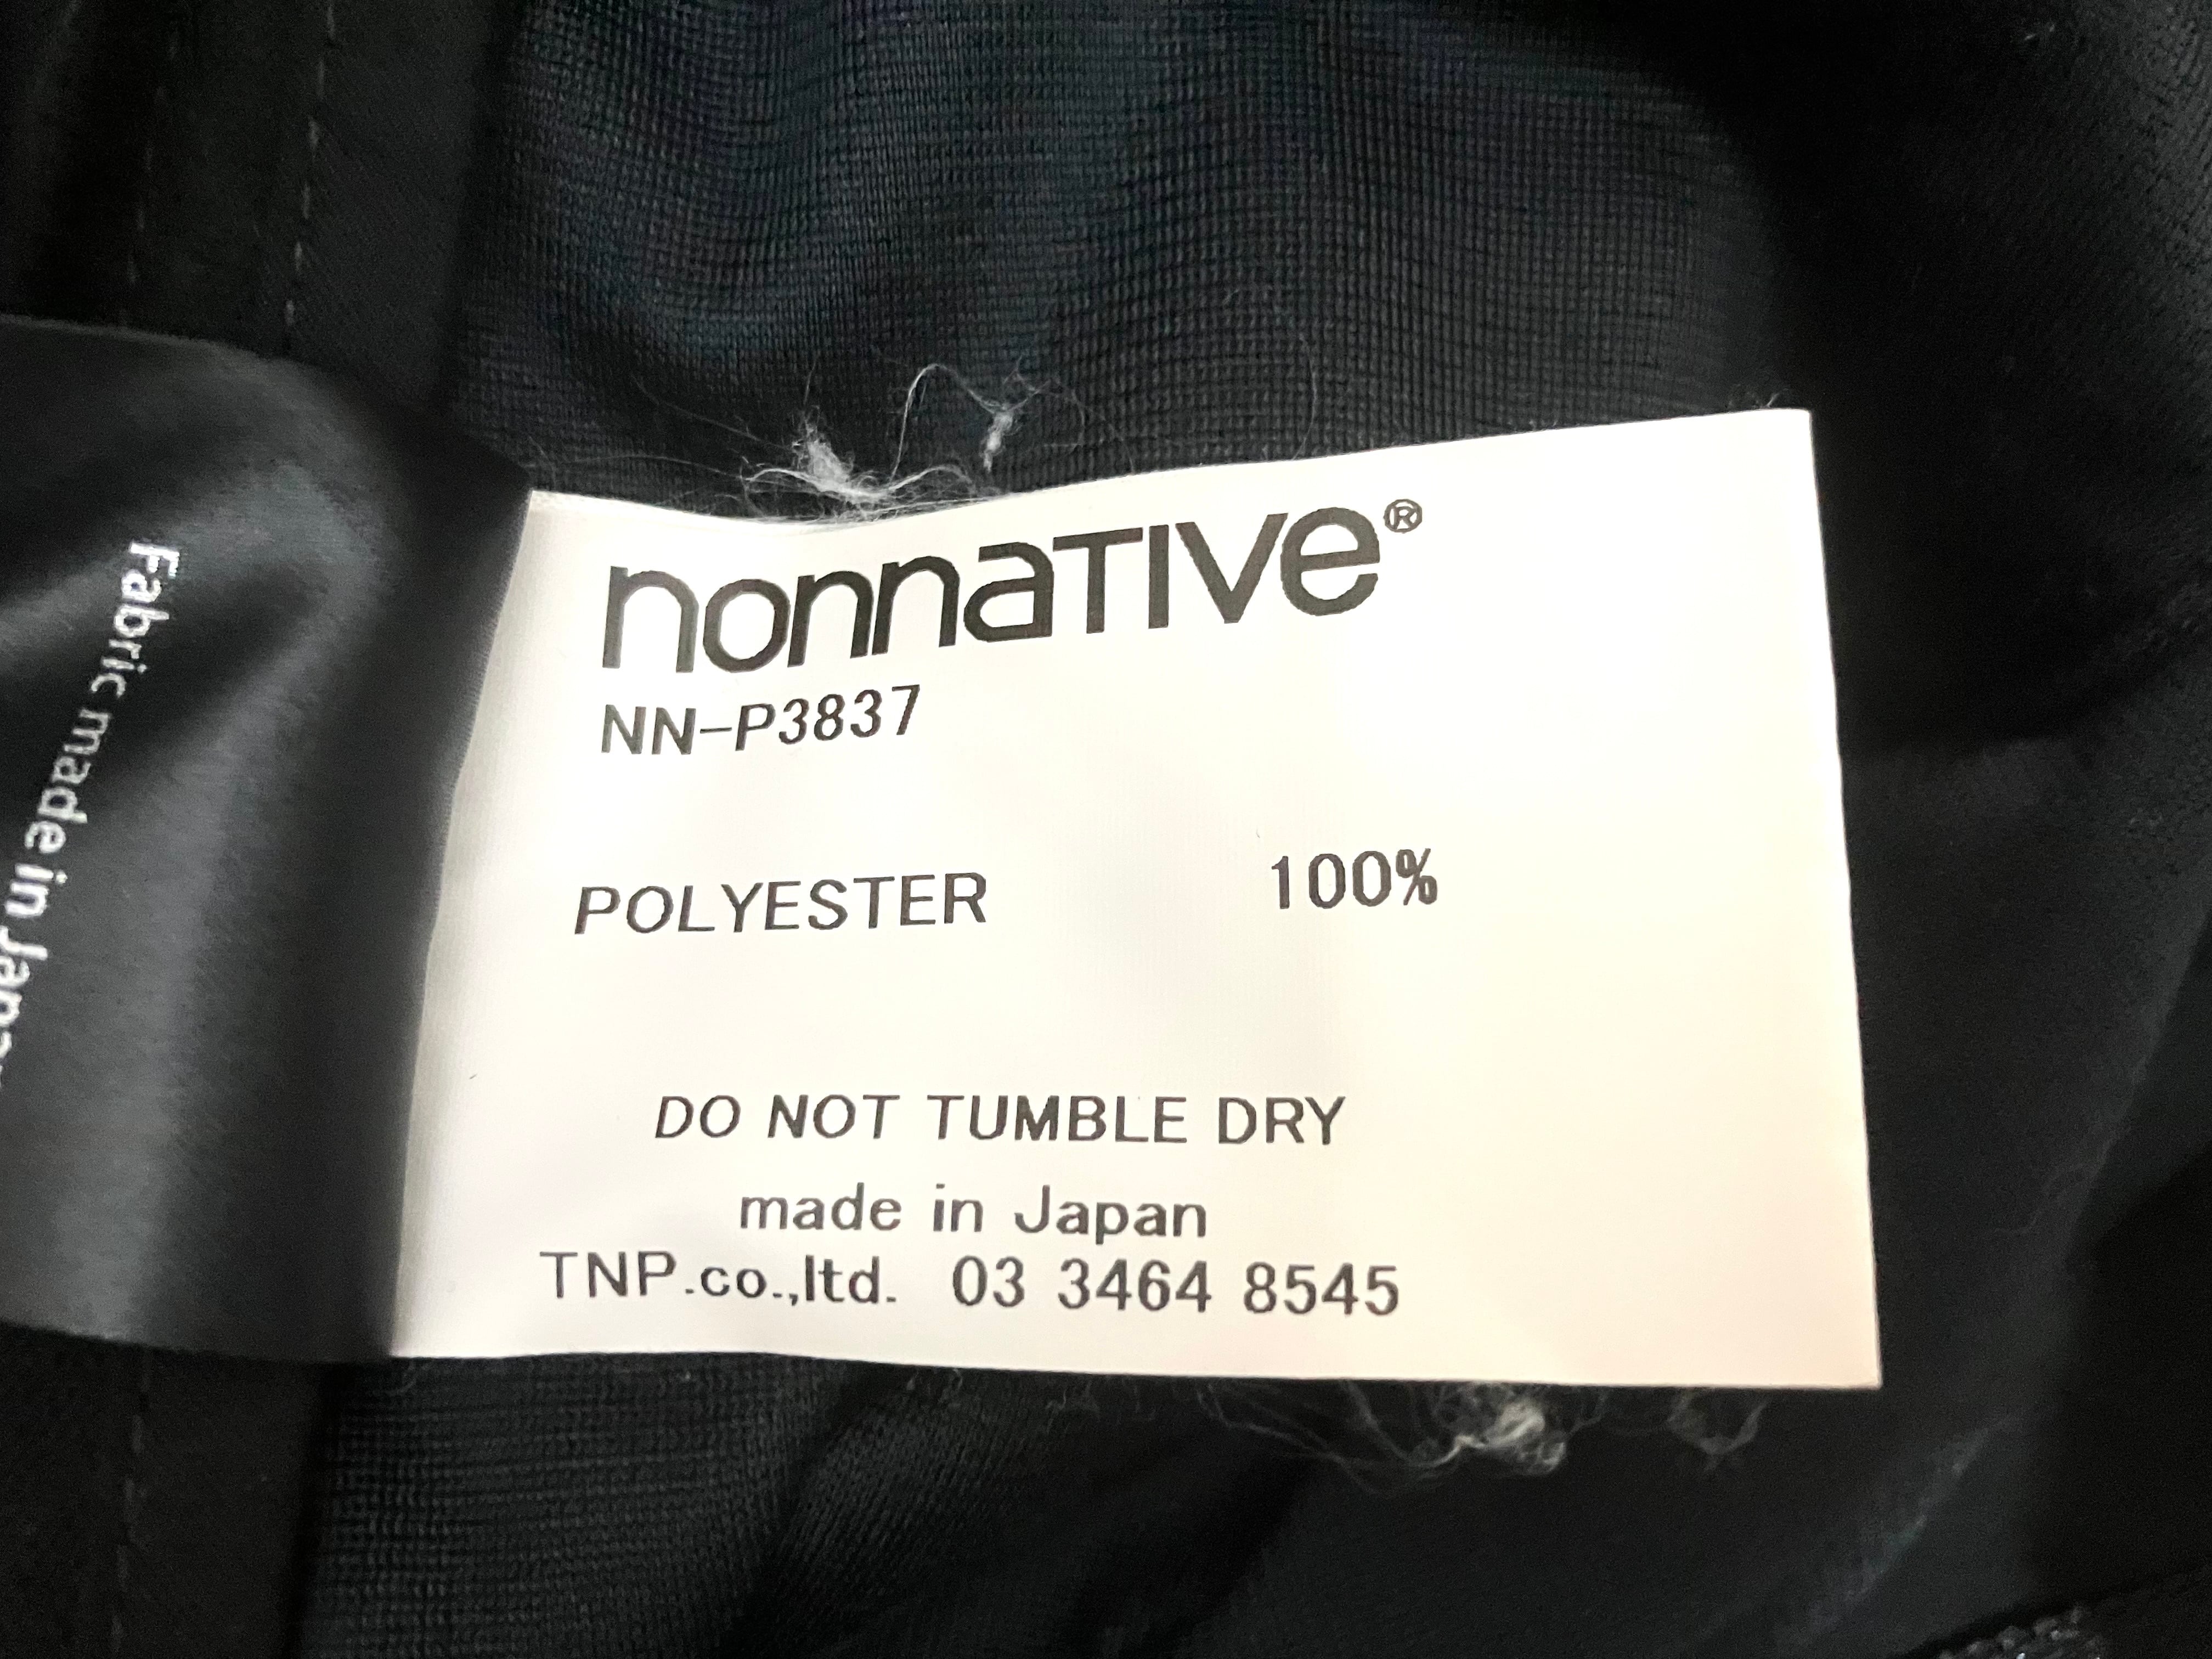 nonnative®
NN-P3837
POLYESTER 100%
DO NOT TUMBLE DRY
made in Japan
TNP.co.,ltd. 03 3464 8545
Fabric made in Japan